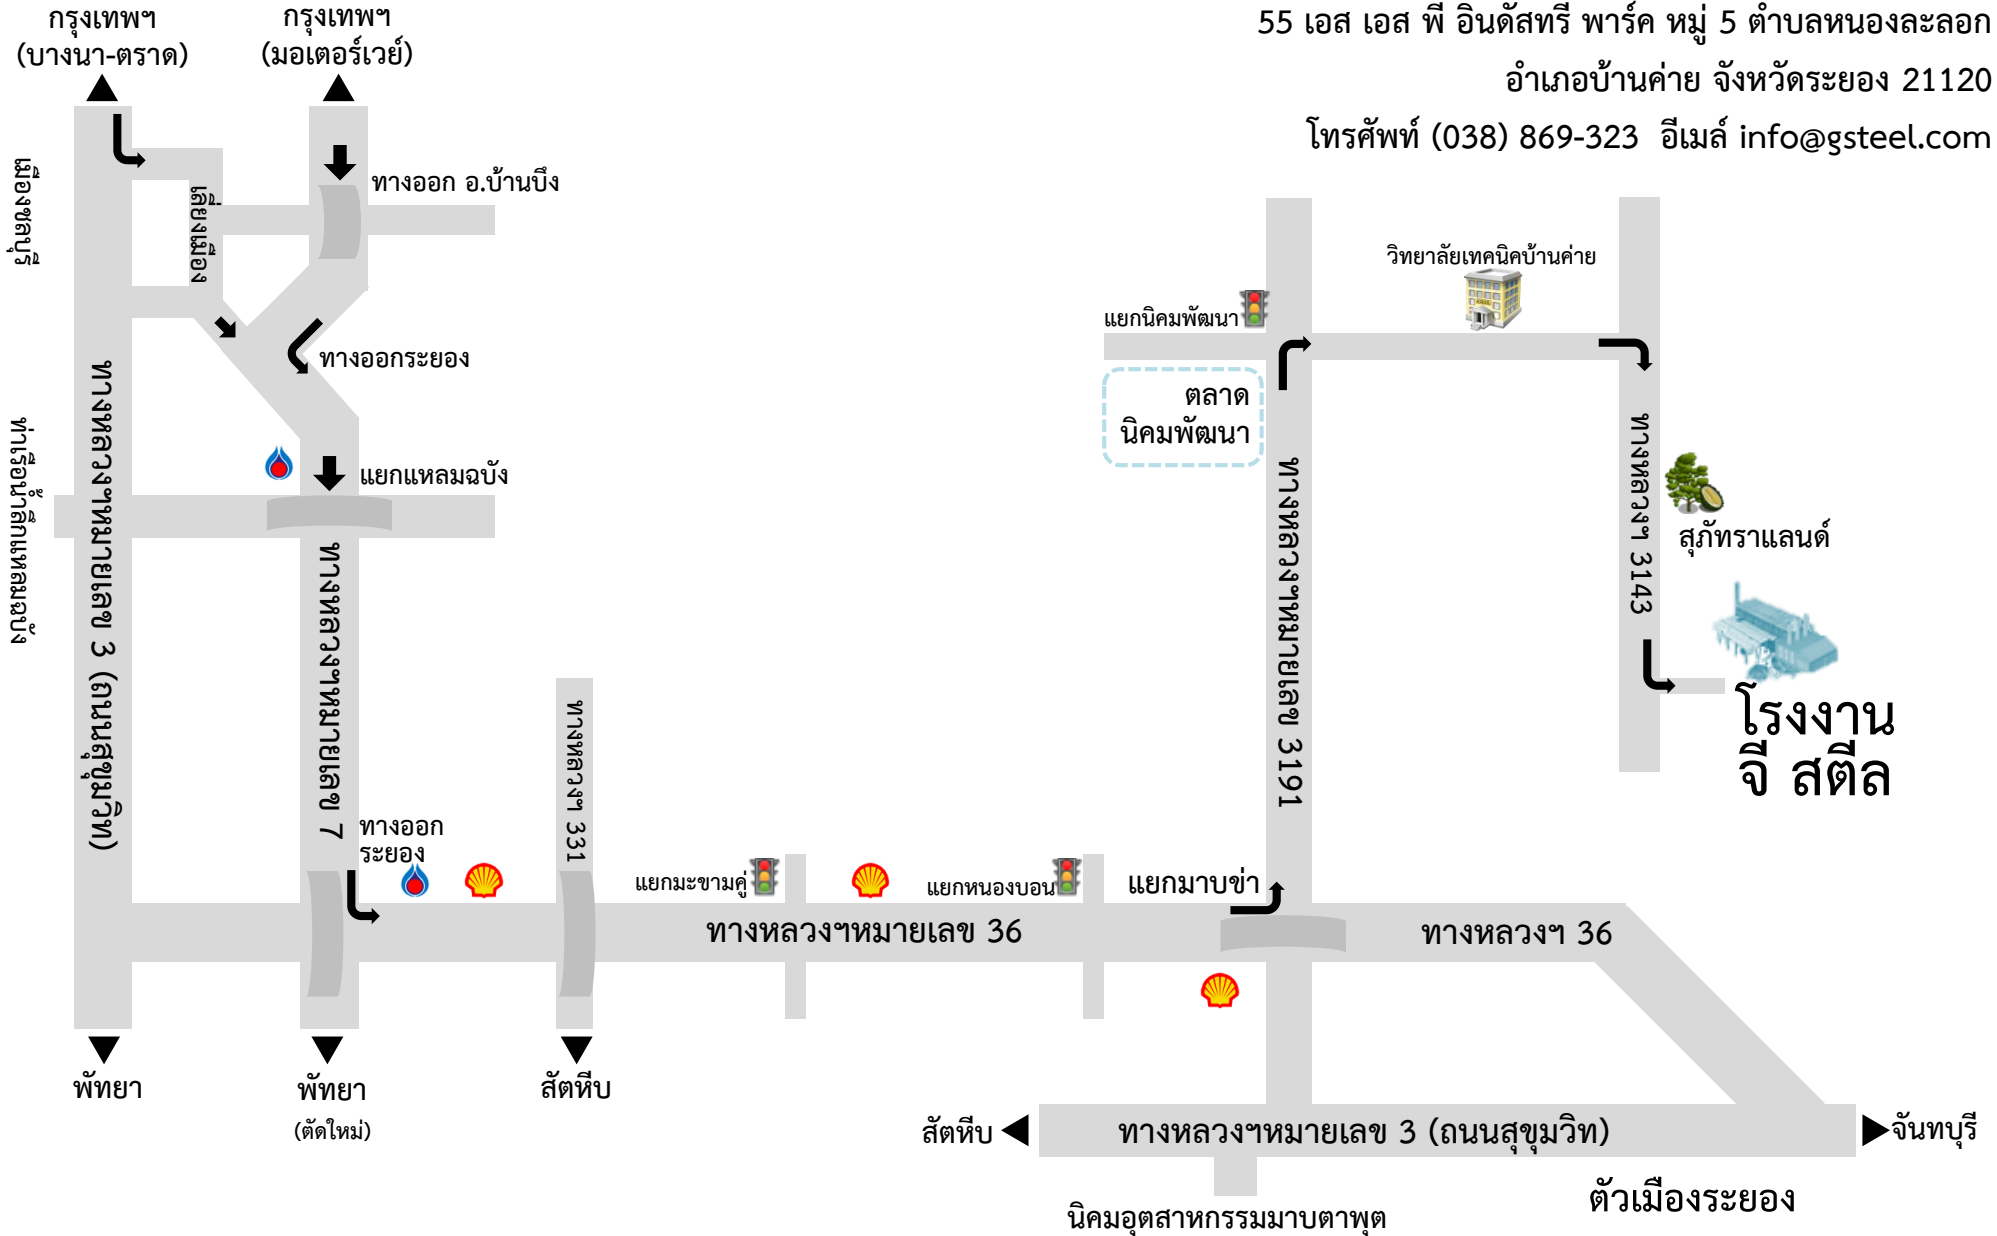 กรุงเทพฯ
(บางนา-ตราด)
กรุงเทพฯ
(มอเตอร์เวย์)
55 เอส เอส พี อินดัสทรี พาร์ค หมู่ 5 ตำบลหนองละลอก
อำเภอบ้านค่าย จังหวัดระยอง 21120
โทรศัพท์ (038) 869-323 อีเมล์ info@gsteel.com
เมืองชลบุรี
เลี่ยงเมือง
ทางออก อ.บ้านบึง
ทางออกระยอง
แยกแหลมฉบัง
ท่าเรือน้ำลึกแหลมฉบัง
ทางหลวงฯหมายเลข 3 (ถนนสุขุมวิท)
ทางหลวงฯหมายเลข 7
ทางออก
ระยอง
ทางหลวงฯ 331
แยกมะขามคู่
แยกหนองบอน
แยกมาบข่า
ทางหลวงฯหมายเลข 36
ทางหลวงฯ 36
ทางหลวงฯหมายเลข 3191
แยกนิคมพัฒนา
ตลาด
นิคมพัฒนา
วิทยาลัยเทคนิคบ้านค่าย
ทางหลวงฯ 3143
สุภัทราแลนด์
โรงงาน
จี สตีล
พัทยา
พัทยา
(ตัดใหม่)
สัตหีบ
สัตหีบ
ทางหลวงฯหมายเลข 3 (ถนนสุขุมวิท)
จันทบุรี
ตัวเมืองระยอง
นิคมอุตสาหกรรมมาบตาพุต